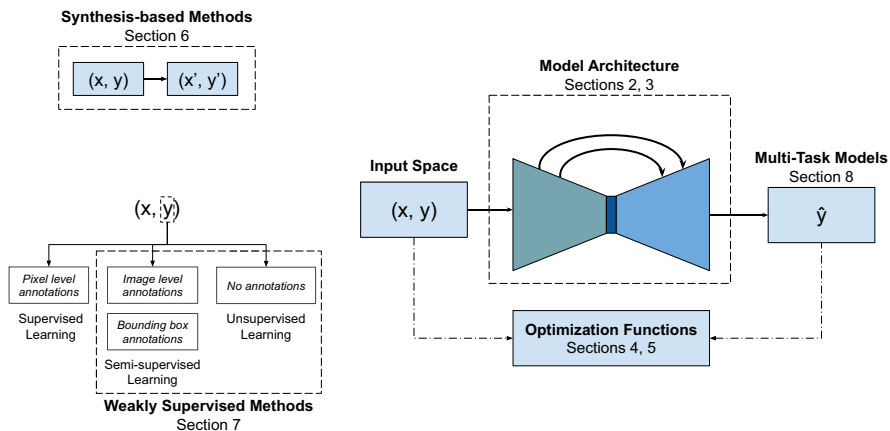 Synthesis-based Methods
Section 6
(x, y)
(x', y')
(x, y)
Pixel level
annotations
Supervised
Learning
Image level
annotations
Bounding box
annotations
Semi-supervised
Learning
No annotations
Unsupervised
Learning
Weakly Supervised Methods
Section 7
Model Architecture
Sections 2, 3
Input Space
(x, y)
Multi-Task Models
Section 8
ŷ
Optimization Functions
Sections 4, 5